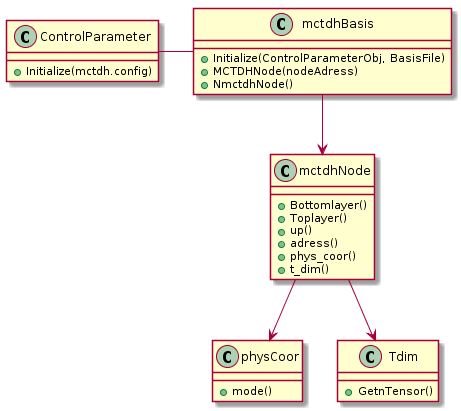 C ControlParameter
Initialize(mctdh.config)
C mctdhBasis
Initialize(ControlParameterObj, BasisFile)
MCTDHNode(nodeAdress)
NmctdhNode()
C mctdhNode
Bottomlayer()
Toplayer()
up()
adress()
phys_coor()
t_dim()
C physCoor
mode()
C Tdim
GetnTensor()